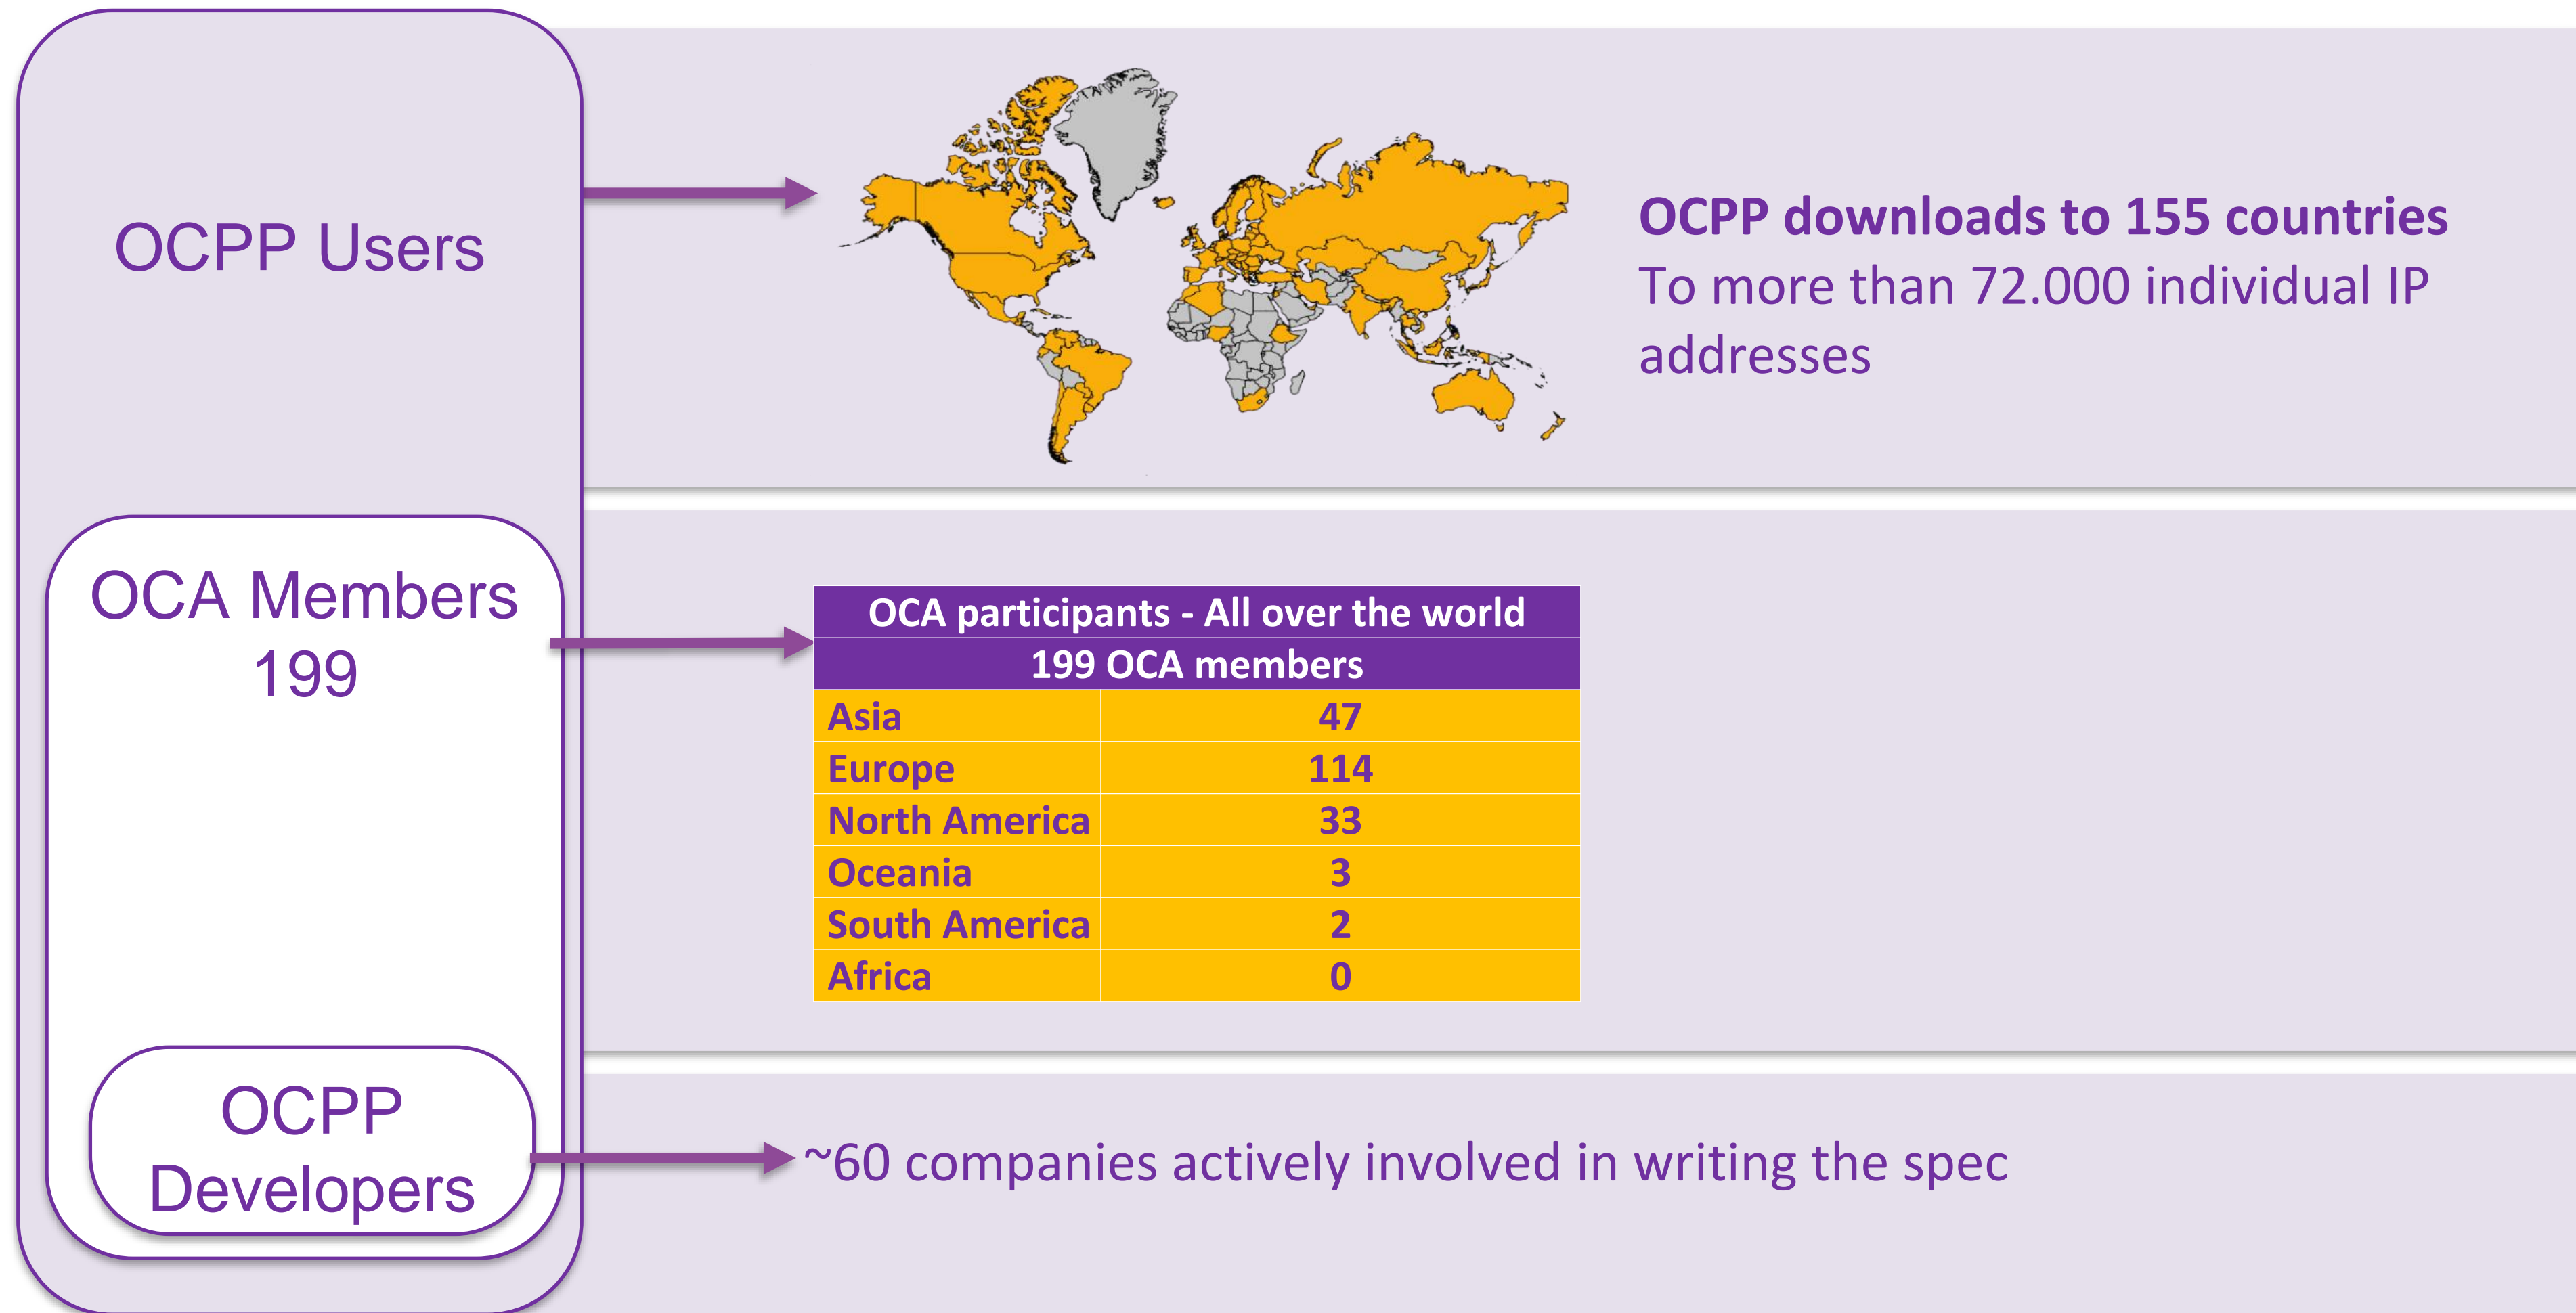 OCPP Users
OCPP downloads to 155 countries
To more than 72.000 individual IP
addresses
OCA Members
199
OCA participants - All over the world
199 OCA members
Asia 47
Europe 114
North America 33
Oceania 3
South America 2
Africa 0
OCPP
Developers
~60 companies actively involved in writing the spec